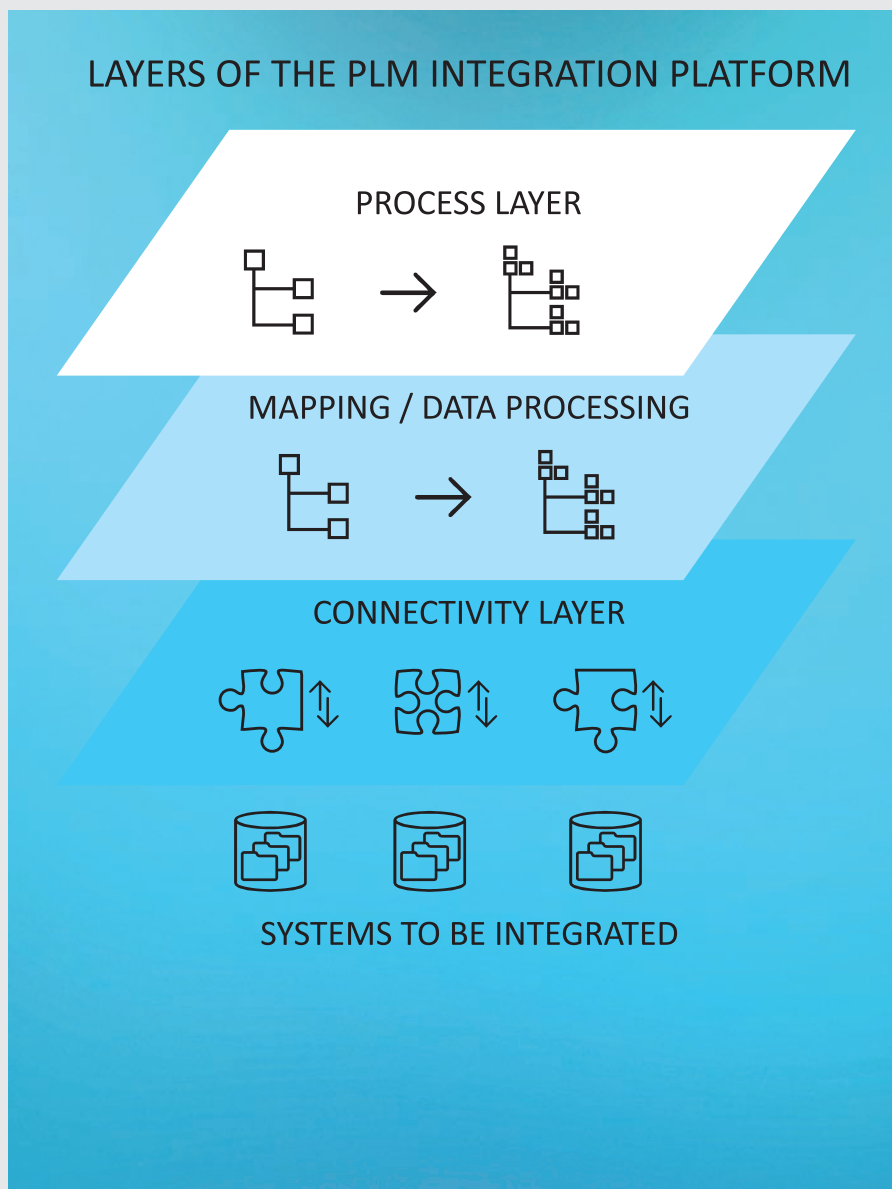 LAYERS OF THE PLM INTEGRATION PLATFORM
PROCESS LAYER
MAPPING / DATA PROCESSING
CONNECTIVITY LAYER
SYSTEMS TO BE INTEGRATED